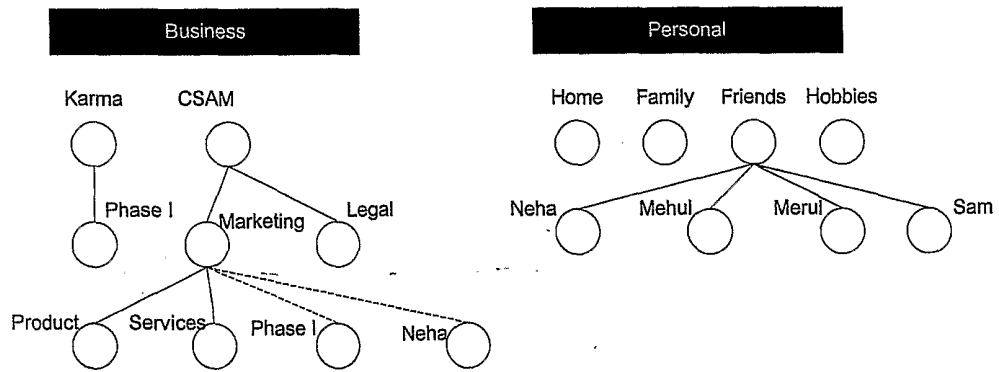 Business
Personal
Karma
CSAM
Home
Family
Friends
Hobbies
Phase I
Marketing
Legal
Neha
Mehul
Merul
Sam
Product
Services
Phase I
Neha